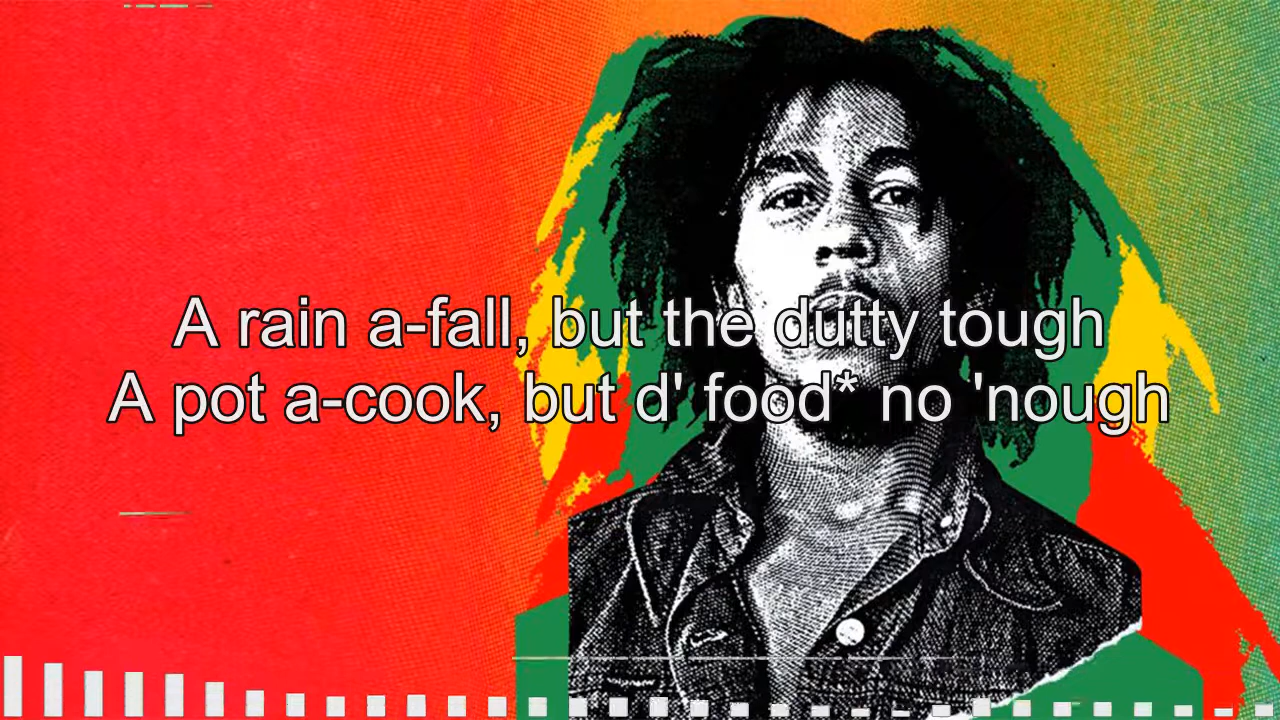 A rain a-fall, but the dutty tough
A pot a-cook, but d' food* no 'nough